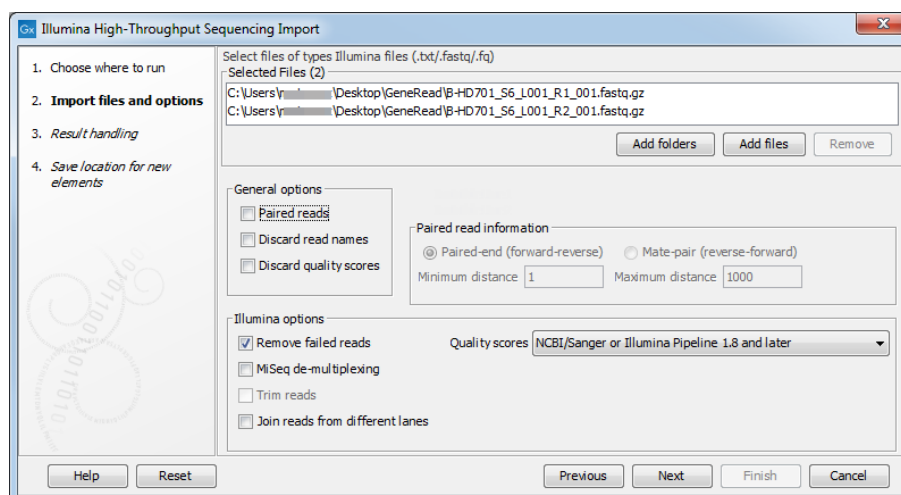 Gx Illumina High-Throughput Sequencing Import
1. Choose where to run
2. Import files and options
3. Result handling
4. Save location for new
elements
Select files of types Illumina files (.txt/.fastq/.fq)
Selected Files (2)
C:\Users\ \Desktop\GeneRead\B-HD701_S6_L001_R1_001.fastq.gz
C:\Users\ \Desktop\GeneRead\B-HD701_S6_L001_R2_001.fastq.gz
Add folders Add files Remove
General options
Paired reads
Discard read names
Discard quality scores
Paired read information
Paired-end (forward-reverse) Mate-pair (reverse-forward)
Minimum distance 1 Maximum distance 1000
Illumina options
Remove failed reads Quality scores NCBI/Sanger or Illumina Pipeline 1.8 and later
MiSeq de-multiplexing
Trim reads
Join reads from different lanes
Help Reset Previous Next Finish Cancel